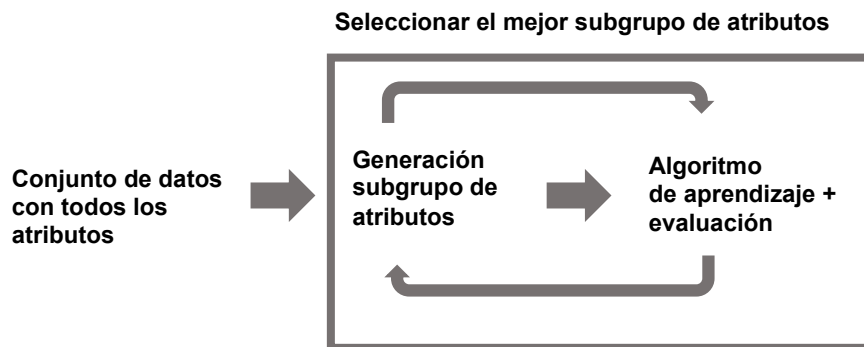 Seleccionar el mejor subgrupo de atributos
Conjunto de datos
con todos los
atributos
Generación
subgrupo de
atributos
Algoritmo
de aprendizaje +
evaluación